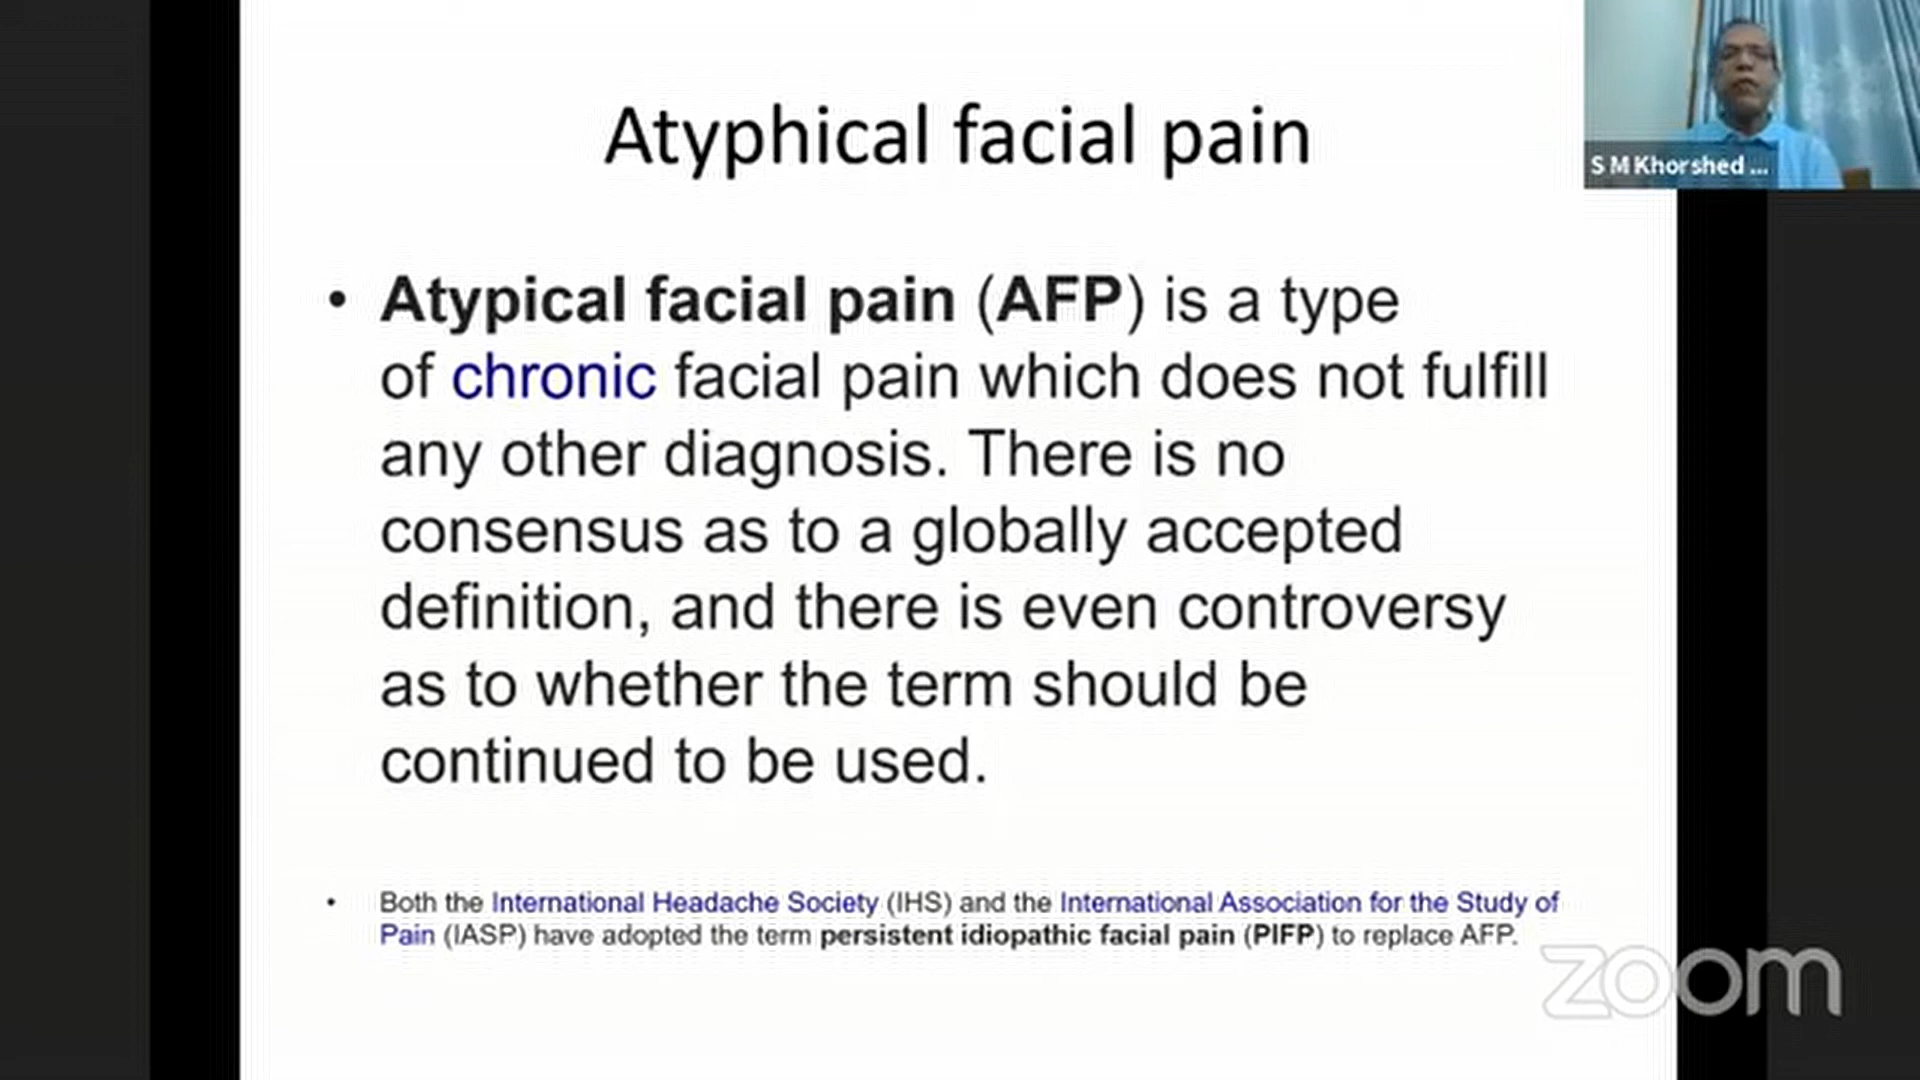 Atyphical facial pain
S M Khorshed ...
• Atypical facial pain (AFP) is a type
of chronic facial pain which does not fulfill
any other diagnosis. There is no
consensus as to a globally accepted
definition, and there is even controversy
as to whether the term should be
continued to be used.
• Both the International Headache Society (IHS) and the International Association for the Study of
Pain (IASP) have adopted the term persistent idiopathic facial pain (PIFP) to replace AFP.
zoom